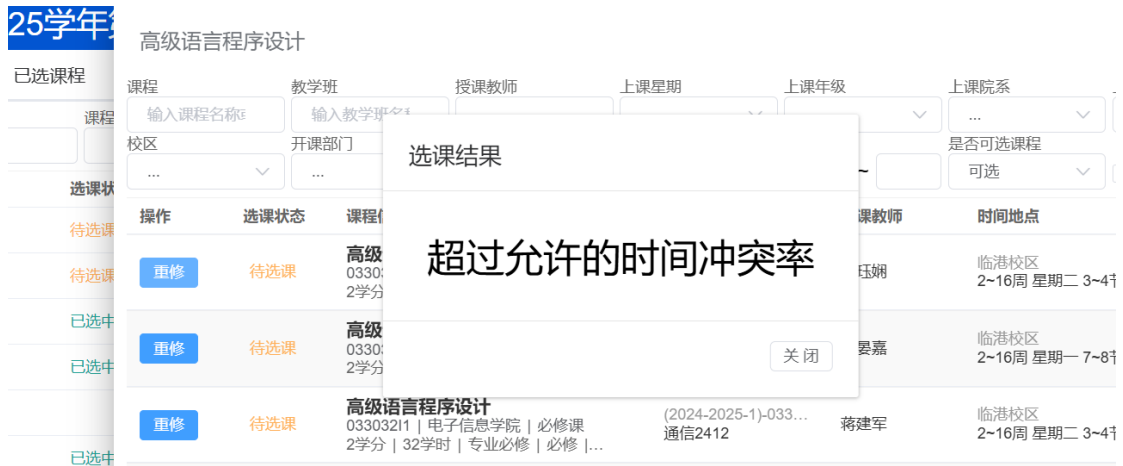 25学年第
高级语言程序设计
已选课程
课程 教学班 授课教师 上课星期 上课年级 上课院系
课程 输入课程名称 输入教学班名称 ...
校区 开课部门 是否可选课程
... ... ~ 可选
选课结果
选课状 操作 选课状态 课程信 课教师 时间地点
超过允许的时间冲突率
待选课 重修 待选课 高级
03303
2学分
珏娴 临港校区
2~16周 星期二 3~4节
待选课
已选中 重修 待选课 高级
03303
2学分
晏嘉 临港校区
2~16周 星期一 7~8节
关闭
已选中
重修 待选课 高级语言程序设计
033032I1 | 电子信息学院 | 必修课
2学分 | 32学时 | 专业必修 | 必修 |...
(2024-2025-1)-033...
通信2412
蒋建军 临港校区
2~16周 星期二 3~4节
已选中